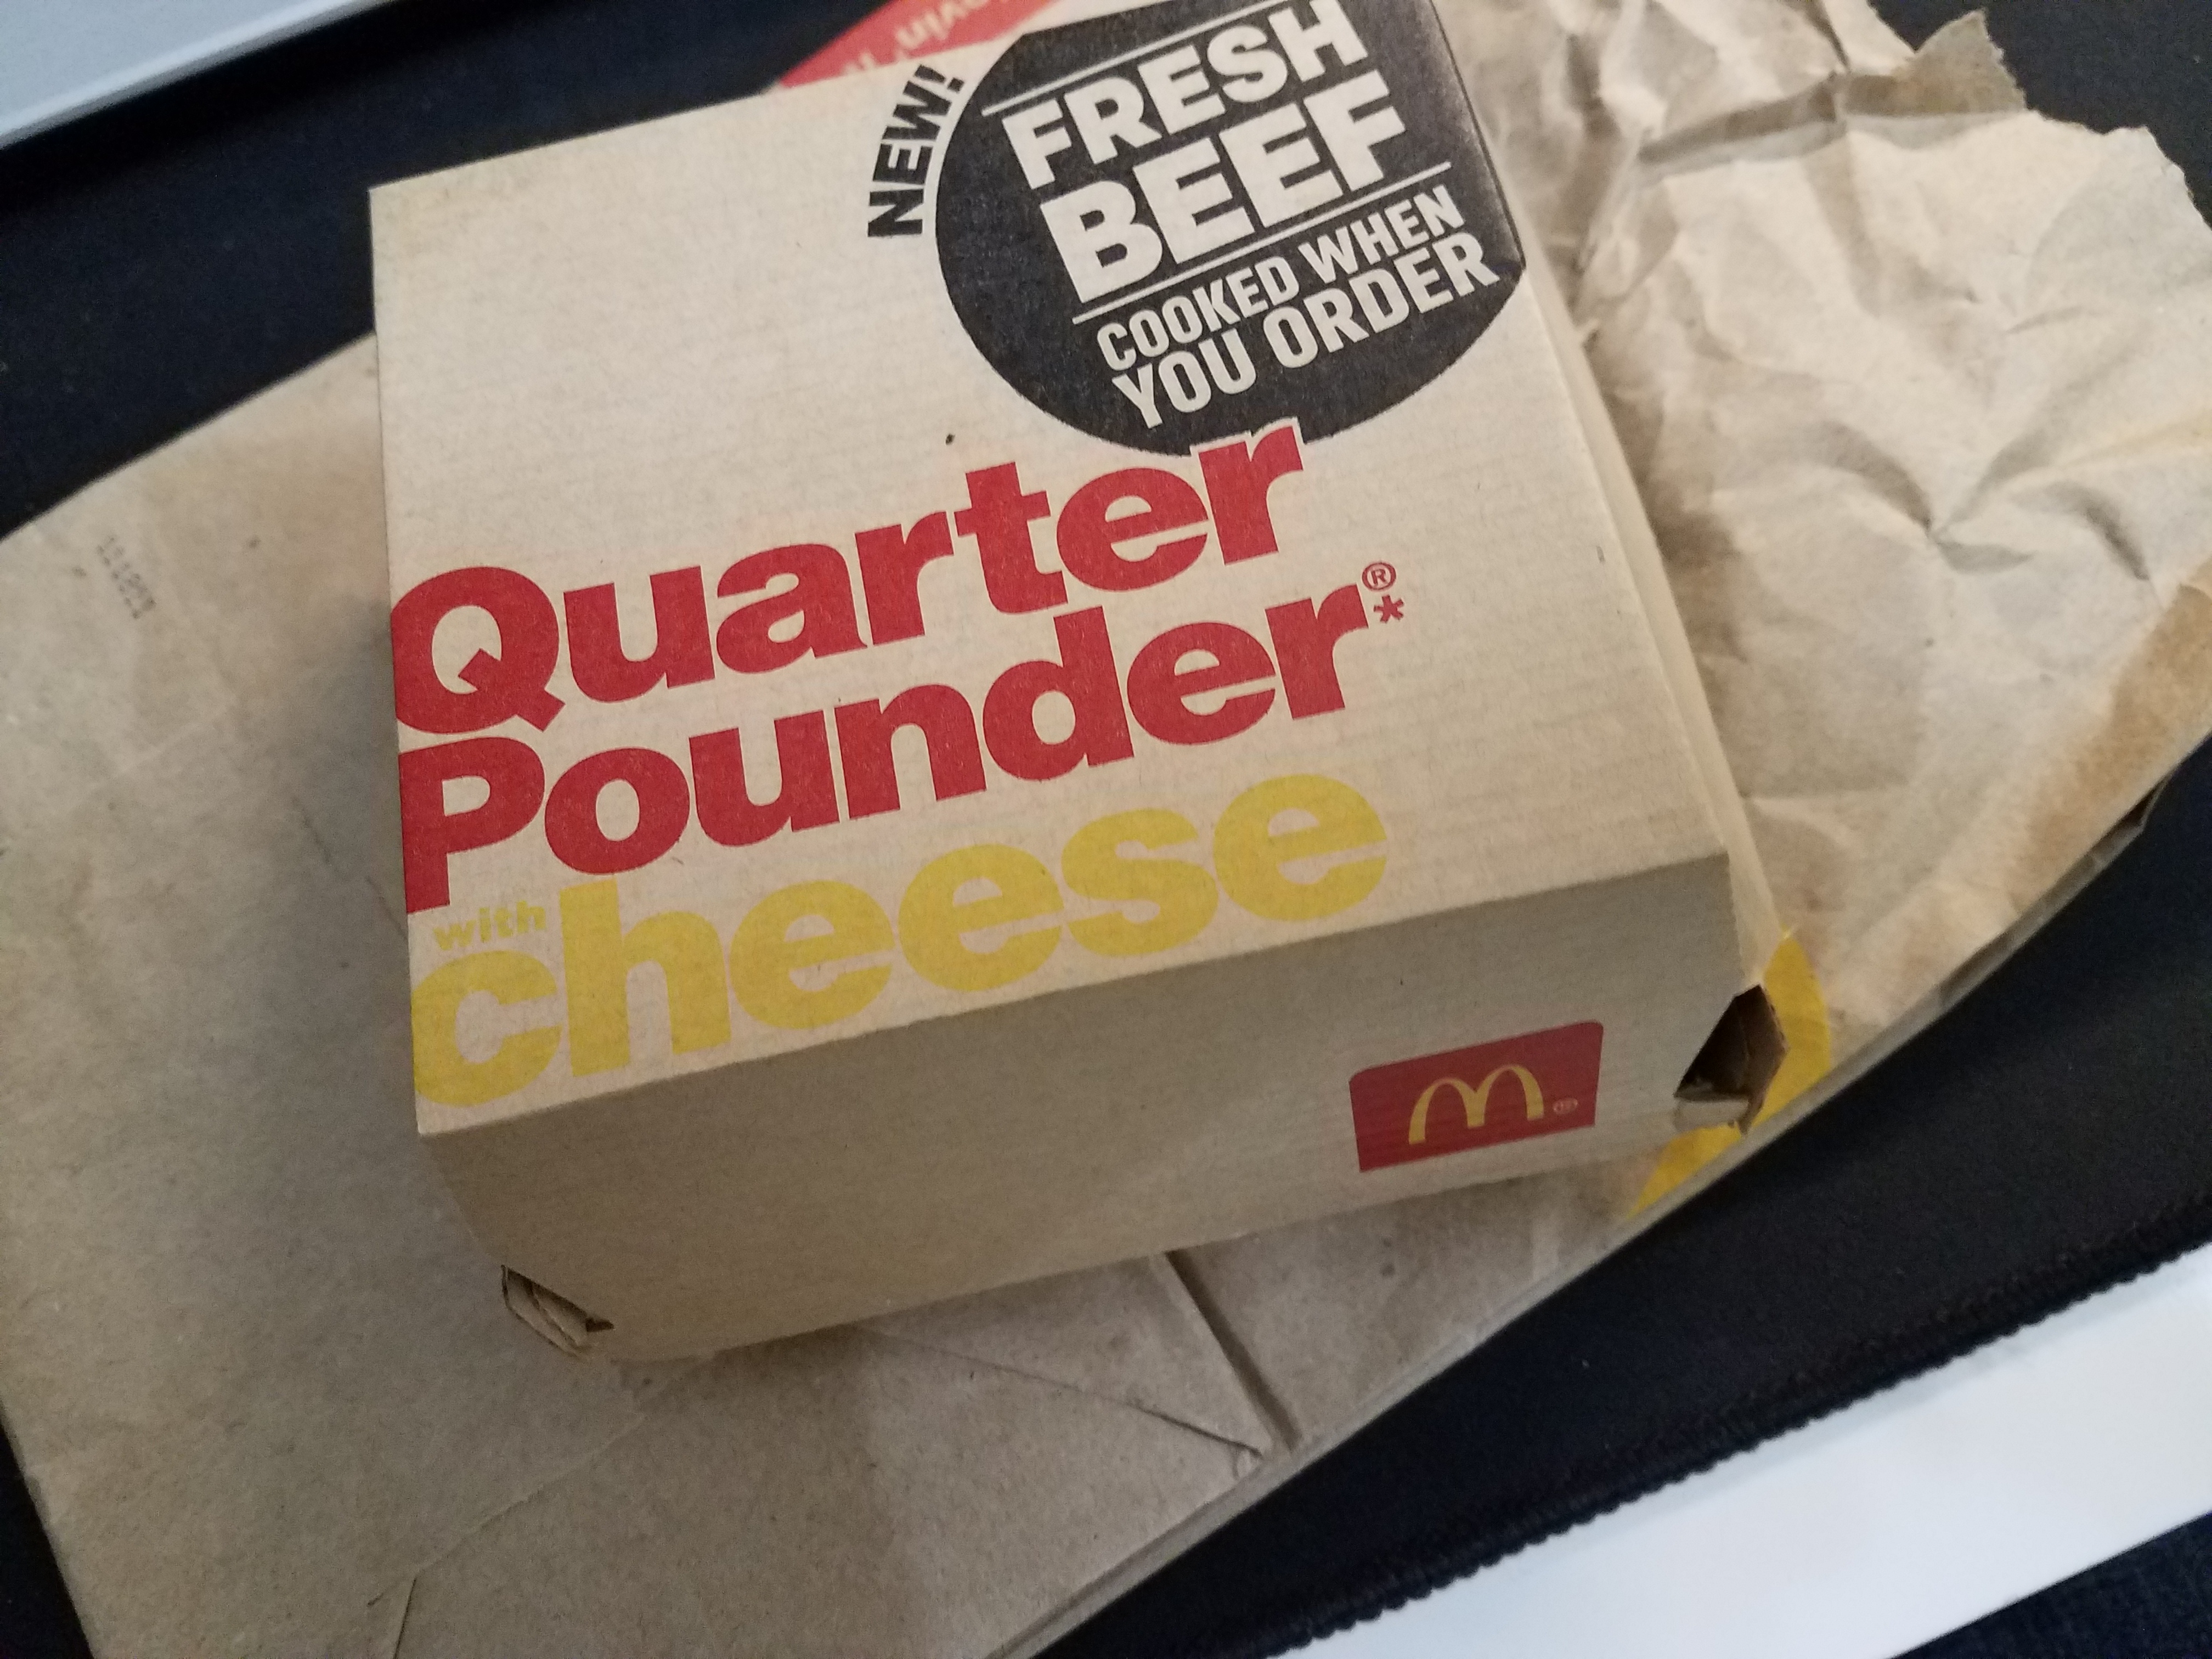 NEW!
FRESH
BEEF
COOKED WHEN
YOU ORDER
Quarter
Pounder®*
with
cheese
M